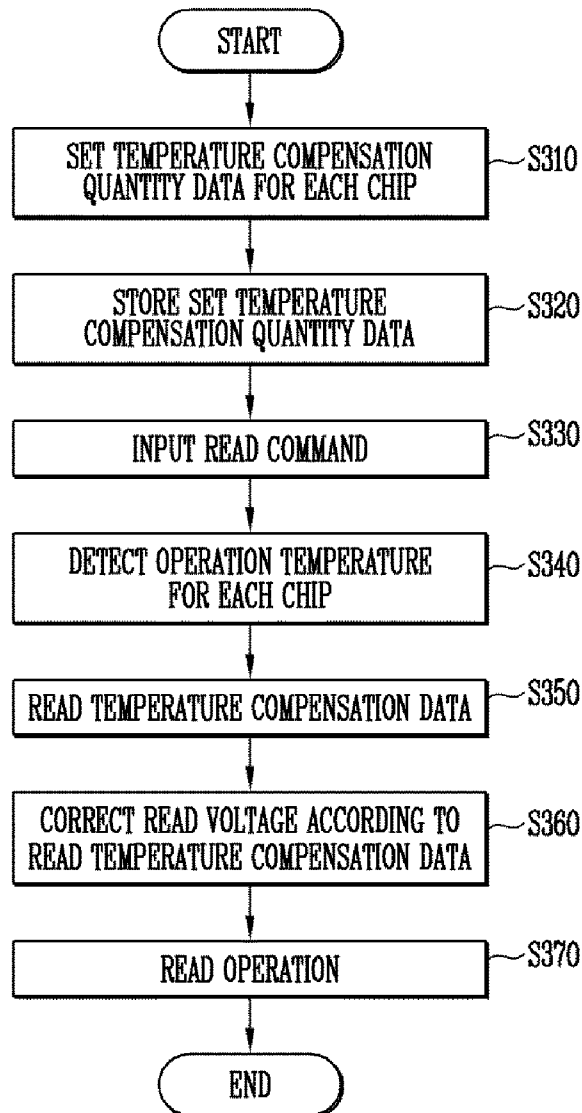 START
SET TEMPERATURE COMPENSATION
QUANTITY DATA FOR EACH CHIP
S310
STORE SET TEMPERATURE
COMPENSATION QUANTITY DATA
S320
INPUT READ COMMAND
S330
DETECT OPERATION TEMPERATURE
FOR EACH CHIP
S340
READ TEMPERATURE COMPENSATION DATA
S350
CORRECT READ VOLTAGE ACCORDING TO
READ TEMPERATURE COMPENSATION DATA
S360
READ OPERATION
S370
END